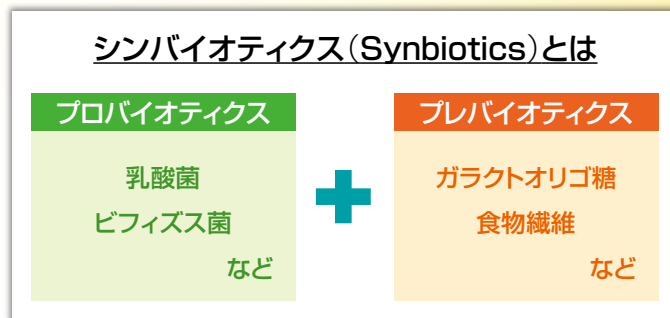 シンバイオティクス（Synbiotics）とは
プロバイオティクス
乳酸菌
ビフィズス菌
など
プレバイオティクス
ガラクトオリゴ糖
食物繊維
など